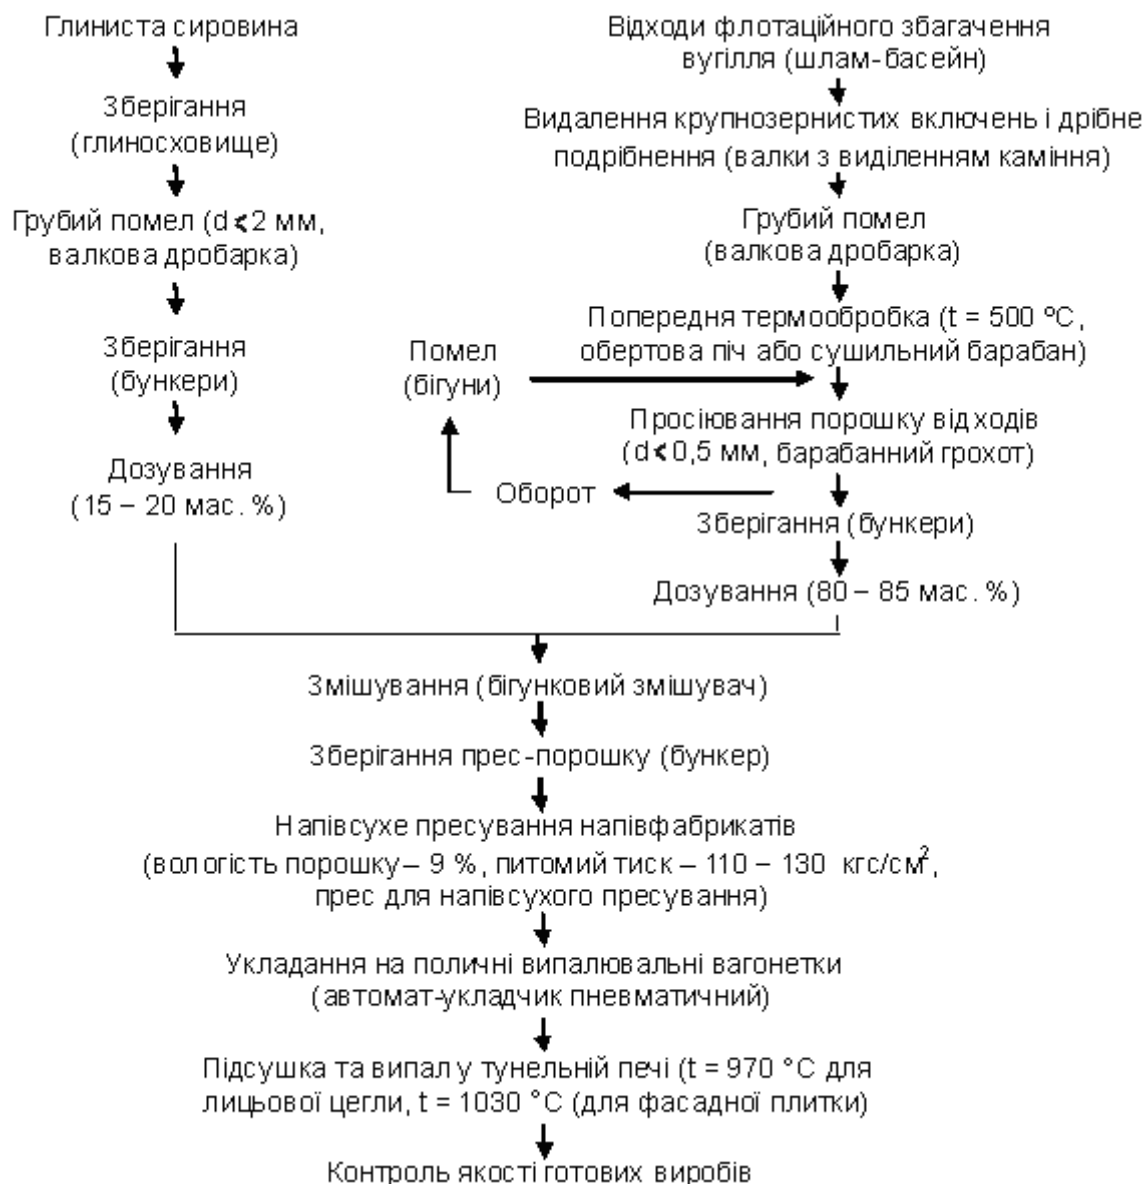 Глиниста сировина
Зберігання
(глиносховище)
Грубий помел (d<2 мм,
валкова дробарка)
Зберігання
(бункери)
Дозування
(15 – 20 мас. %)
Відходи флотаційного збагачення
вугілля (шлам-басейн)
Видалення крупнозернистих включень і дрібне
подрібнення (валки з виділенням каміння)
Грубий помел
(валкова дробарка)
Попередня термообробка (t = 500 °С,
обертова піч або сушильний барабан)
Помел
(бігуни)
Просіювання порошку відходів
(d<0,5 мм, барабанний грохот)
Оборот
Зберігання (бункери)
Дозування (80 – 85 мас. %)
Змішування (бігунковий змішувач)
Зберігання прес-порошку (бункер)
Напівсухе пресування напівфабрикатів
(вологість порошку – 9 %, питомий тиск – 110 – 130 кгс/см²,
прес для напівсухого пресування)
Укладання на поличні випалювальні вагонетки
(автомат-укладчик пневматичний)
Підсушка та випал у тунельній печі (t = 970 °С для
лицьової цегли, t = 1030 °С (для фасадної плитки)
Контроль якості готових виробів